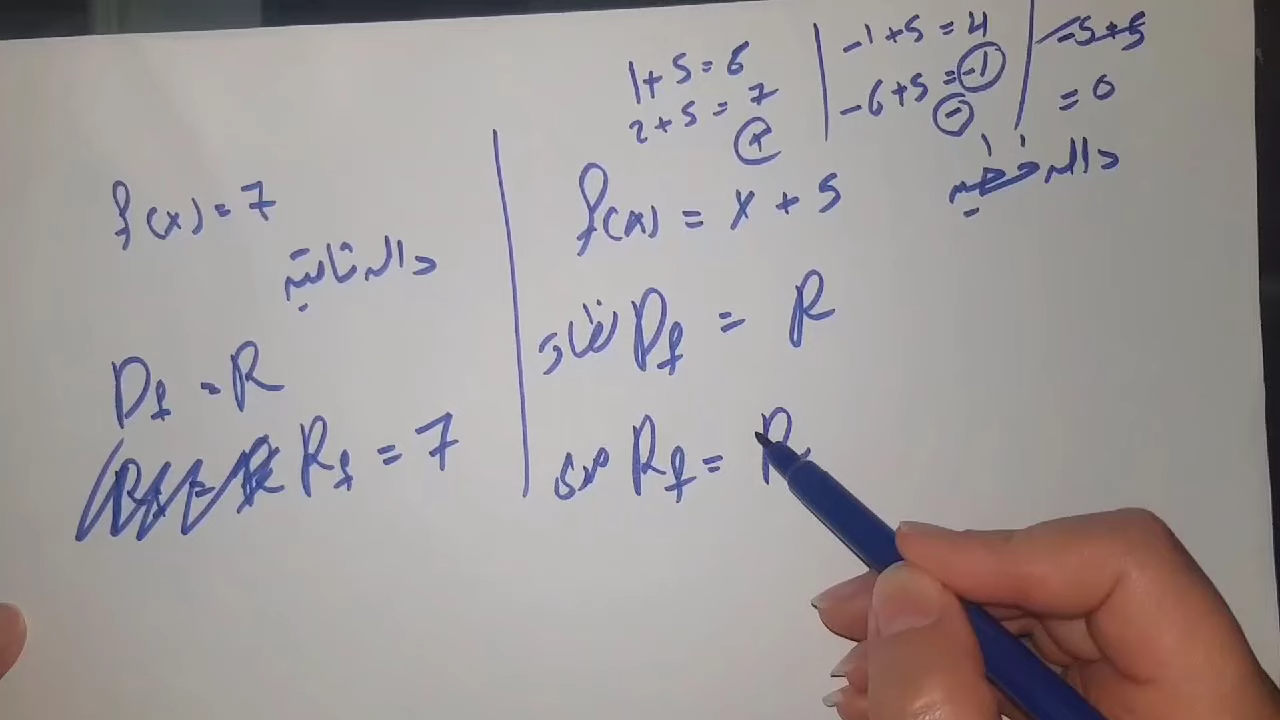 1+5=6
2+5=7
+
-1+5=4
-6+5=-1
-
-5+5
=0
دالة خطية
f(x)=7
دالة ثابتة
Df=R
Rf=7
f(x)=x+5
Df=R
مدى Rf=R